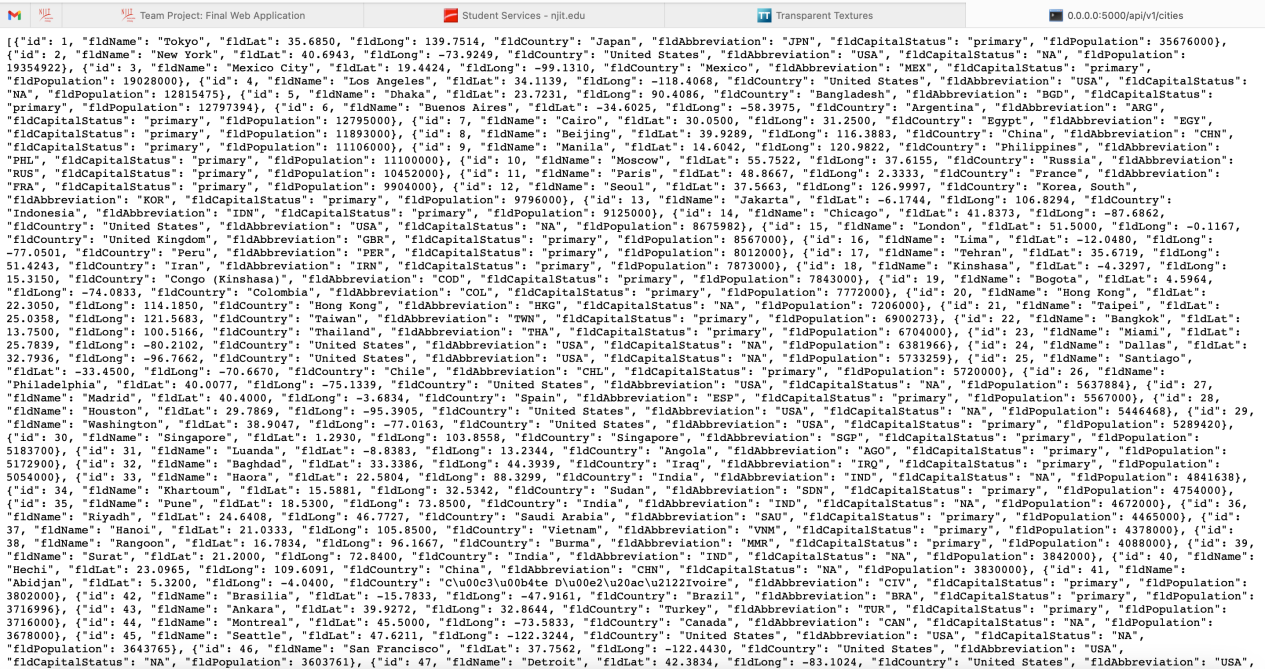 Team Project: Final Web Application
Student Services - njit.edu
Transparent Textures
0.0.0.0:5000/api/v1/cities
[{"id": 1, "fldName": "Tokyo", "fldLat": 35.6850, "fldLong": 139.7514, "fldCountry": "Japan", "fldAbbreviation": "JPN", "fldCapitalStatus": "primary", "fldPopulation": 35676000},
{"id": 2, "fldName": "New York", "fldLat": 40.6943, "fldLong": -73.9249, "fldCountry": "United States", "fldAbbreviation": "USA", "fldCapitalStatus": "NA", "fldPopulation":
19354922}, {"id": 3, "fldName": "Mexico City", "fldLat": 19.4424, "fldLong": -99.1310, "fldCountry": "Mexico", "fldAbbreviation": "MEX", "fldCapitalStatus": "primary",
"fldPopulation": 19028000}, {"id": 4, "fldName": "Los Angeles", "fldLat": 34.1139, "fldLong": -118.4068, "fldCountry": "United States", "fldAbbreviation": "USA", "fldCapitalStatus":
"NA", "fldPopulation": 12815475}, {"id": 5, "fldName": "Dhaka", "fldLat": 23.7231, "fldLong": 90.4086, "fldCountry": "Bangladesh", "fldAbbreviation": "BGD", "fldCapitalStatus":
"primary", "fldPopulation": 12797394}, {"id": 6, "fldName": "Buenos Aires", "fldLat": -34.6025, "fldLong": -58.3975, "fldCountry": "Argentina", "fldAbbreviation": "ARG",
"fldCapitalStatus": "primary", "fldPopulation": 12795000}, {"id": 7, "fldName": "Cairo", "fldLat": 30.0500, "fldLong": 31.2500, "fldCountry": "Egypt", "fldAbbreviation": "EGY",
"fldCapitalStatus": "primary", "fldPopulation": 11893000}, {"id": 8, "fldName": "Beijing", "fldLat": 39.9289, "fldLong": 116.3883, "fldCountry": "China", "fldAbbreviation": "CHN",
"fldCapitalStatus": "primary", "fldPopulation": 11106000}, {"id": 9, "fldName": "Manila", "fldLat": 14.6042, "fldLong": 120.9822, "fldCountry": "Philippines", "fldAbbreviation":
"PHL", "fldCapitalStatus": "primary", "fldPopulation": 11100000}, {"id": 10, "fldName": "Moscow", "fldLat": 55.7522, "fldLong": 37.6155, "fldCountry": "Russia", "fldAbbreviation":
"RUS", "fldCapitalStatus": "primary", "fldPopulation": 10452000}, {"id": 11, "fldName": "Paris", "fldLat": 48.8667, "fldLong": 2.3333, "fldCountry": "France", "fldAbbreviation":
"FRA", "fldCapitalStatus": "primary", "fldPopulation": 9904000}, {"id": 12, "fldName": "Seoul", "fldLat": 37.5663, "fldLong": 126.9997, "fldCountry": "Korea, South",
"fldAbbreviation": "KOR", "fldCapitalStatus": "primary", "fldPopulation": 9796000}, {"id": 13, "fldName": "Jakarta", "fldLat": -6.1744, "fldLong": 106.8294, "fldCountry":
"Indonesia", "fldAbbreviation": "IDN", "fldCapitalStatus": "primary", "fldPopulation": 9125000}, {"id": 14, "fldName": "Chicago", "fldLat": 41.8373, "fldLong": -87.6862,
"fldCountry": "United States", "fldAbbreviation": "USA", "fldCapitalStatus": "NA", "fldPopulation": 8675982}, {"id": 15, "fldName": "London", "fldLat": 51.5000, "fldLong": -0.1167,
"fldCountry": "United Kingdom", "fldAbbreviation": "GBR", "fldCapitalStatus": "primary", "fldPopulation": 8567000}, {"id": 16, "fldName": "Lima", "fldLat": -12.0480, "fldLong":
-77.0501, "fldCountry": "Peru", "fldAbbreviation": "PER", "fldCapitalStatus": "primary", "fldPopulation": 8012000}, {"id": 17, "fldName": "Tehran", "fldLat": 35.6719, "fldLong":
51.4243, "fldCountry": "Iran", "fldAbbreviation": "IRN", "fldCapitalStatus": "primary", "fldPopulation": 7873000}, {"id": 18, "fldName": "Kinshasa", "fldLat": -4.3297, "fldLong":
15.3150, "fldCountry": "Congo (Kinshasa)", "fldAbbreviation": "COD", "fldCapitalStatus": "primary", "fldPopulation": 7843000}, {"id": 19, "fldName": "Bogota", "fldLat": 4.5964,
"fldLong": -74.0833, "fldCountry": "Colombia", "fldAbbreviation": "COL", "fldCapitalStatus": "primary", "fldPopulation": 7772000}, {"id": 20, "fldName": "Hong Kong", "fldLat":
22.3050, "fldLong": 114.1850, "fldCountry": "Hong Kong", "fldAbbreviation": "HKG", "fldCapitalStatus": "NA", "fldPopulation": 7206000}, {"id": 21, "fldName": "Taipei", "fldLat":
25.0358, "fldLong": 121.5683, "fldCountry": "Taiwan", "fldAbbreviation": "TWN", "fldCapitalStatus": "primary", "fldPopulation": 6900273}, {"id": 22, "fldName": "Bangkok", "fldLat":
13.7500, "fldLong": 100.5166, "fldCountry": "Thailand", "fldAbbreviation": "THA", "fldCapitalStatus": "primary", "fldPopulation": 6704000}, {"id": 23, "fldName": "Miami", "fldLat":
25.7839, "fldLong": -80.2102, "fldCountry": "United States", "fldAbbreviation": "USA", "fldCapitalStatus": "NA", "fldPopulation": 6381966}, {"id": 24, "fldName": "Dallas", "fldLat":
32.7936, "fldLong": -96.7662, "fldCountry": "United States", "fldAbbreviation": "USA", "fldCapitalStatus": "NA", "fldPopulation": 5733259}, {"id": 25, "fldName": "Santiago",
"fldLat": -33.4500, "fldLong": -70.6670, "fldCountry": "Chile", "fldAbbreviation": "CHL", "fldCapitalStatus": "primary", "fldPopulation": 5720000}, {"id": 26, "fldName":
"Philadelphia", "fldLat": 40.0077, "fldLong": -75.1339, "fldCountry": "United States", "fldAbbreviation": "USA", "fldCapitalStatus": "NA", "fldPopulation": 5637884}, {"id": 27,
"fldName": "Madrid", "fldLat": 40.4000, "fldLong": -3.6834, "fldCountry": "Spain", "fldAbbreviation": "ESP", "fldCapitalStatus": "primary", "fldPopulation": 5567000}, {"id": 28,
"fldName": "Houston", "fldLat": 29.7869, "fldLong": -95.3905, "fldCountry": "United States", "fldAbbreviation": "USA", "fldCapitalStatus": "NA", "fldPopulation": 5446468}, {"id": 29,
"fldName": "Washington", "fldLat": 38.9047, "fldLong": -77.0163, "fldCountry": "United States", "fldAbbreviation": "USA", "fldCapitalStatus": "primary", "fldPopulation": 5289420},
{"id": 30, "fldName": "Singapore", "fldLat": 1.2930, "fldLong": 103.8558, "fldCountry": "Singapore", "fldAbbreviation": "SGP", "fldCapitalStatus": "primary", "fldPopulation":
5183700}, {"id": 31, "fldName": "Luanda", "fldLat": -8.8383, "fldLong": 13.2344, "fldCountry": "Angola", "fldAbbreviation": "AGO", "fldCapitalStatus": "primary", "fldPopulation":
5172900}, {"id": 32, "fldName": "Baghdad", "fldLat": 33.3386, "fldLong": 44.3939, "fldCountry": "Iraq", "fldAbbreviation": "IRQ", "fldCapitalStatus": "primary", "fldPopulation":
5054000}, {"id": 33, "fldName": "Haora", "fldLat": 22.5804, "fldLong": 88.3299, "fldCountry": "India", "fldAbbreviation": "IND", "fldCapitalStatus": "NA", "fldPopulation": 4841638},
{"id": 34, "fldName": "Khartoum", "fldLat": 15.5881, "fldLong": 32.5342, "fldCountry": "Sudan", "fldAbbreviation": "SDN", "fldCapitalStatus": "primary", "fldPopulation": 4754000},
{"id": 35, "fldName": "Pune", "fldLat": 18.5300, "fldLong": 73.8500, "fldCountry": "India", "fldAbbreviation": "IND", "fldCapitalStatus": "NA", "fldPopulation": 4672000}, {"id": 36,
"fldName": "Riyadh", "fldLat": 24.6408, "fldLong": 46.7727, "fldCountry": "Saudi Arabia", "fldAbbreviation": "SAU", "fldCapitalStatus": "primary", "fldPopulation": 4465000}, {"id":
37, "fldName": "Hanoi", "fldLat": 21.0333, "fldLong": 105.8500, "fldCountry": "Vietnam", "fldAbbreviation": "VNM", "fldCapitalStatus": "primary", "fldPopulation": 4378000}, {"id":
38, "fldName": "Rangoon", "fldLat": 16.7834, "fldLong": 96.1667, "fldCountry": "Burma", "fldAbbreviation": "MMR", "fldCapitalStatus": "primary", "fldPopulation": 4088000}, {"id": 39,
"fldName": "Surat", "fldLat": 21.2000, "fldLong": 72.8400, "fldCountry": "India", "fldAbbreviation": "IND", "fldCapitalStatus": "NA", "fldPopulation": 3842000}, {"id": 40, "fldName":
"Hechi", "fldLat": 23.0965, "fldLong": 109.6091, "fldCountry": "China", "fldAbbreviation": "CHN", "fldCapitalStatus": "NA", "fldPopulation": 3830000}, {"id": 41, "fldName":
"Abidjan", "fldLat": 5.3200, "fldLong": -4.0400, "fldCountry": "C\u00c3\u00b4te D\u00e2\u20ac\u2122Ivoire", "fldAbbreviation": "CIV", "fldCapitalStatus": "primary", "fldPopulation":
3802000}, {"id": 42, "fldName": "Brasilia", "fldLat": -15.7833, "fldLong": -47.9161, "fldCountry": "Brazil", "fldAbbreviation": "BRA", "fldCapitalStatus": "primary", "fldPopulation":
3716996}, {"id": 43, "fldName": "Ankara", "fldLat": 39.9272, "fldLong": 32.8644, "fldCountry": "Turkey", "fldAbbreviation": "TUR", "fldCapitalStatus": "primary", "fldPopulation":
3716000}, {"id": 44, "fldName": "Montreal", "fldLat": 45.5000, "fldLong": -73.5833, "fldCountry": "Canada", "fldAbbreviation": "CAN", "fldCapitalStatus": "NA", "fldPopulation":
3678000}, {"id": 45, "fldName": "Seattle", "fldLat": 47.6211, "fldLong": -122.3244, "fldCountry": "United States", "fldAbbreviation": "USA", "fldCapitalStatus": "NA",
"fldPopulation": 3643765}, {"id": 46, "fldName": "San Francisco", "fldLat": 37.7562, "fldLong": -122.4430, "fldCountry": "United States", "fldAbbreviation": "USA",
"fldCapitalStatus": "NA", "fldPopulation": 3603761}, {"id": 47, "fldName": "Detroit", "fldLat": 42.3834, "fldLong": -83.1024, "fldCountry": "United States", "fldAbbreviation": "USA",